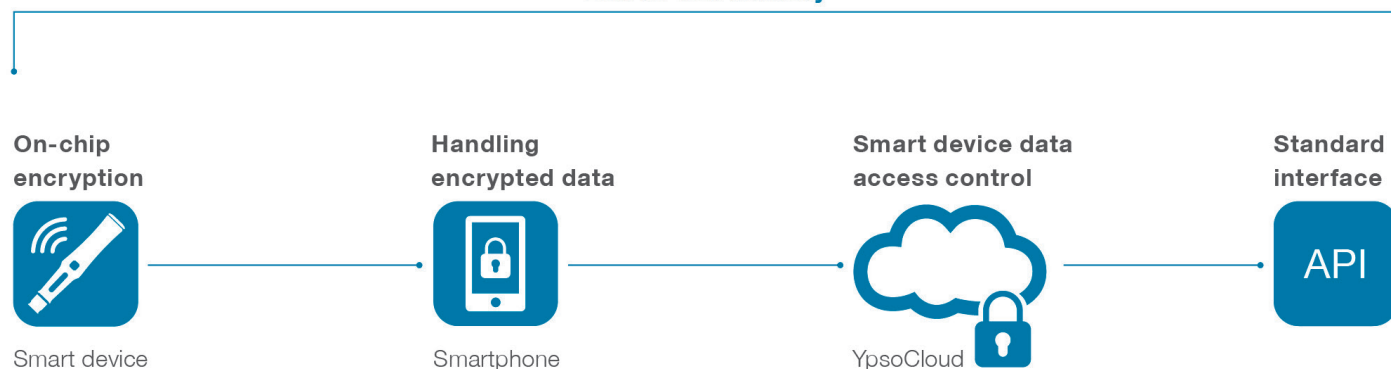 On-chip
encryption
Handling
encrypted data
Smart device data
access control
Standard
interface
API
Smart device
Smartphone
YpsoCloud